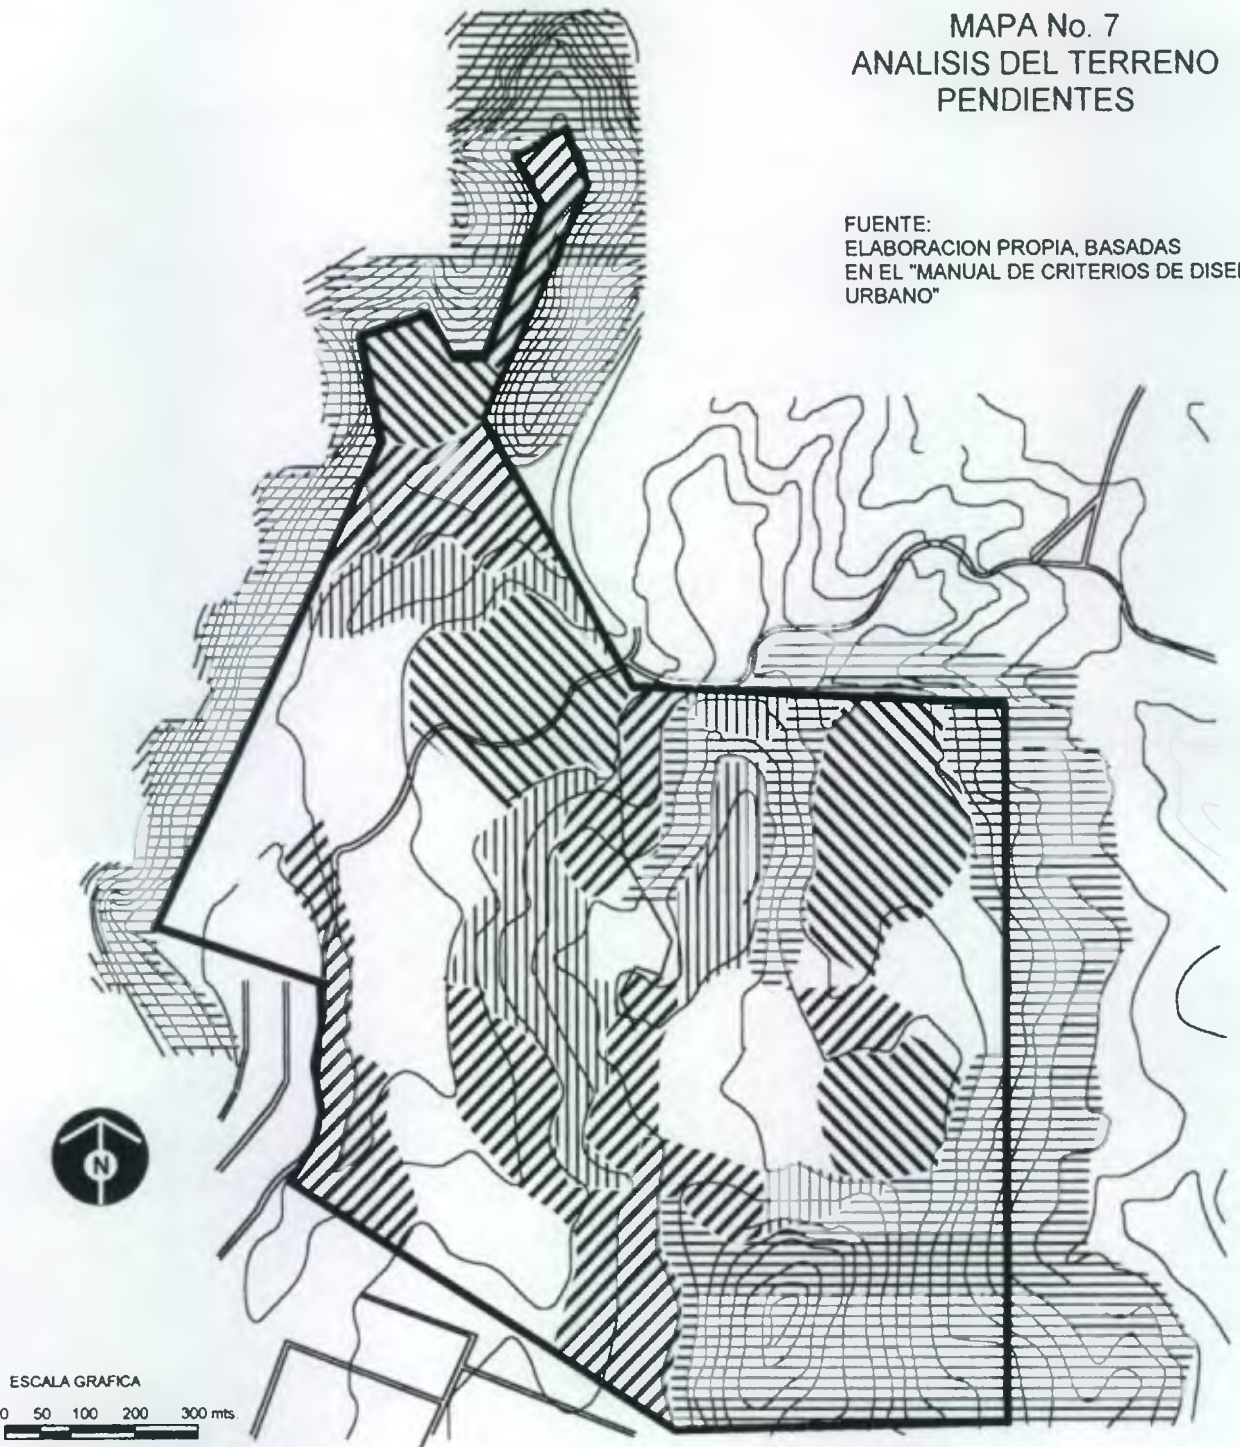 MAPA No. 7
ANALISIS DEL TERRENO
PENDIENTES
FUENTE:
ELABORACION PROPIA, BASADAS
EN EL "MANUAL DE CRITERIOS DE DISE
URBANO"
N
ESCALA GRAFICA
0 50 100 200 300 mts.